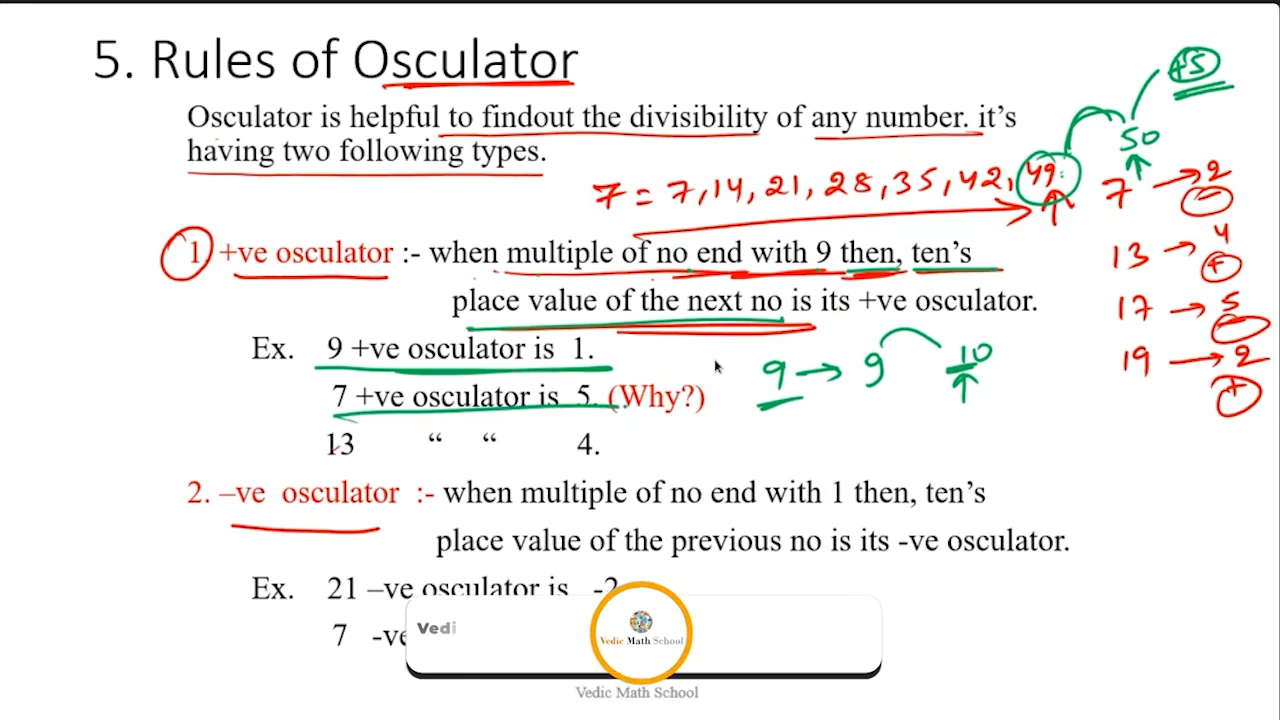 5. Rules of Osculator
+5
Osculator is helpful to findout the divisibility of any number. it's
having two following types.
50
7 = 7, 14, 21, 28, 35, 42, 49
7 → 2 -
1 +ve osculator :- when multiple of no end with 9 then, ten's
13 → 4 +
place value of the next no is its +ve osculator.
17 → 5 -
Ex. 9 +ve osculator is 1.
9 → 9 10
19 → 2 +
7 +ve osculator is 5. (Why?)
13 “ “ 4.
2. –ve osculator :- when multiple of no end with 1 then, ten's
place value of the previous no is its -ve osculator.
Ex. 21 –ve osculator is -2
7 -ve
Vedi
Vedic Math School
Vedic Math School